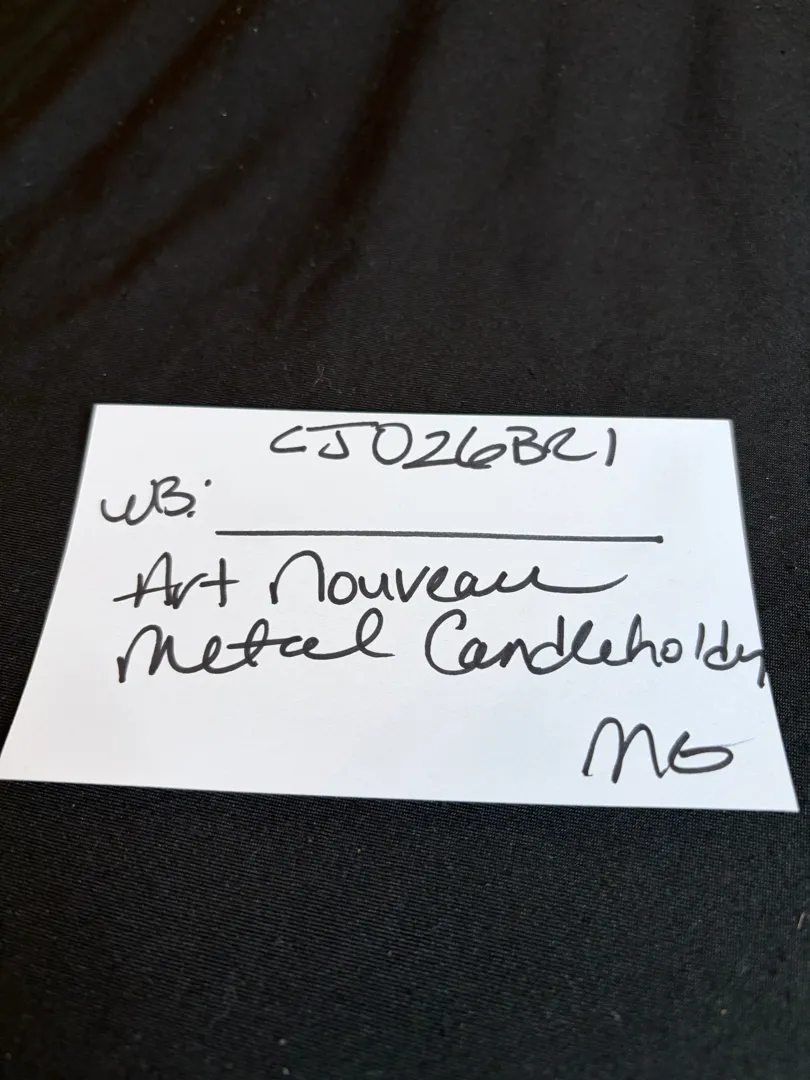 CJ026BR1
WB:
Art Nouveau
Metal Candleholder
MG